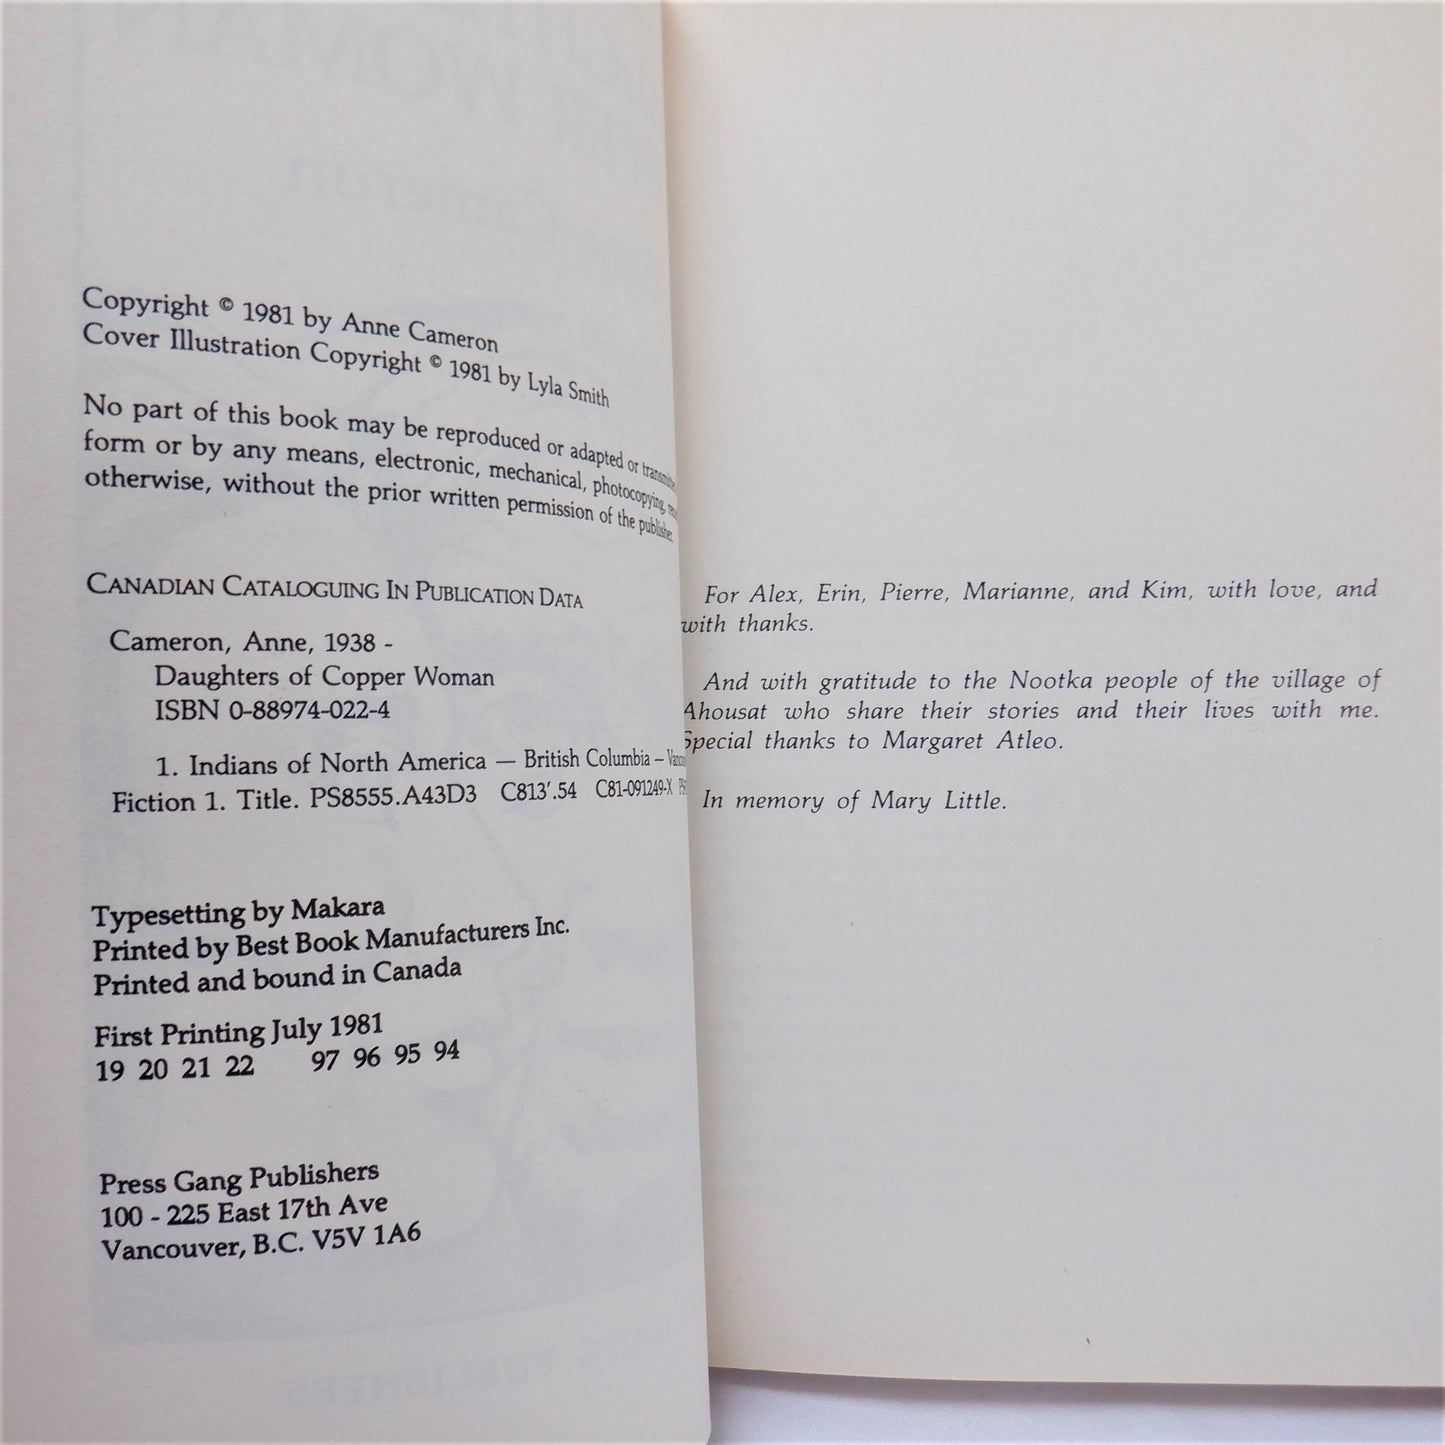 Copyright © 1981 by Anne Cameron
Cover Illustration Copyright © 1981 by Lyla Smith
No part of this book may be reproduced or adapted or
form or by any means, electronic, mechanical, photocopying,
otherwise, without the prior written permission of the publisher.
CANADIAN CATALOGUING IN PUBLICATION DATA
Cameron, Anne, 1938 -
Daughters of Copper Woman
ISBN 0-88974-022-4
1. Indians of North America — British Columbia –
Fiction 1. Title. PS8555.A43D3 C813'.54 C81-091249-X
Typesetting by Makara
Printed by Best Book Manufacturers Inc.
Printed and bound in Canada
First Printing July 1981
19 20 21 22 97 96 95 94
Press Gang Publishers
100 - 225 East 17th Ave
Vancouver, B.C. V5V 1A6
For Alex, Erin, Pierre, Marianne, and Kim, with love, and
with thanks.
And with gratitude to the Nootka people of the village of
Ahousat who share their stories and their lives with me.
Special thanks to Margaret Atleo.
In memory of Mary Little.